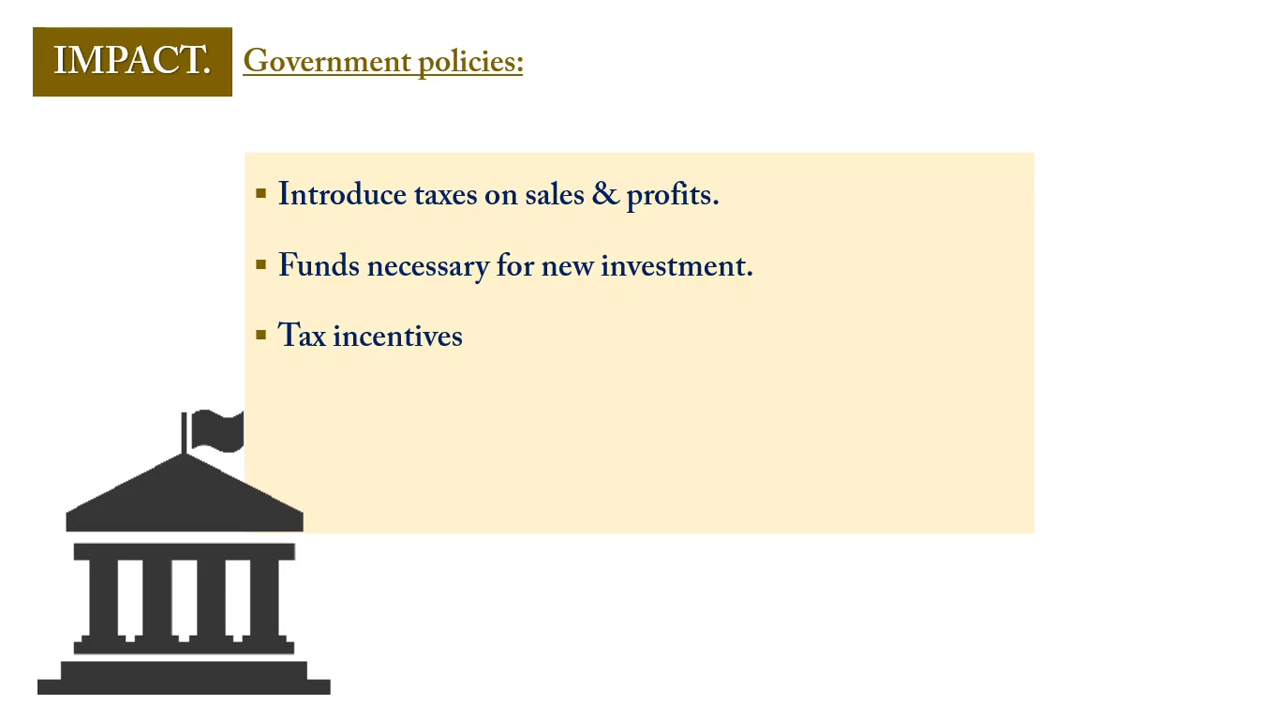 IMPACT.
Government policies:
▪ Introduce taxes on sales & profits.
▪ Funds necessary for new investment.
▪ Tax incentives